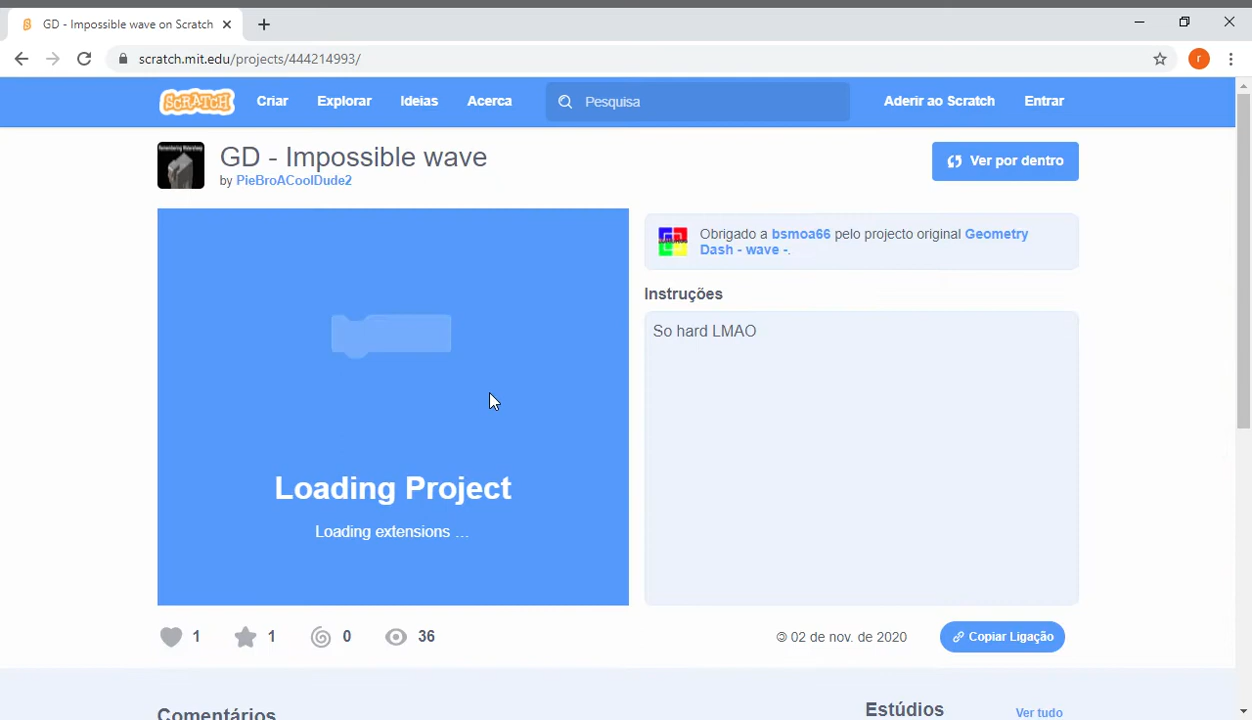 GD - Impossible wave on Scratch
scratch.mit.edu/projects/444214993/
r
SCRATCH
Criar
Explorar
Ideias
Acerca
Pesquisa
Aderir ao Scratch
Entrar
GD - Impossible wave
by PieBroACoolDude2
Ver por dentro
Obrigado a bsmoa66 pelo projecto original Geometry
Dash - wave -.
Instruções
So hard LMAO
Loading Project
Loading extensions …
1
1
0
36
02 de nov. de 2020
Copiar Ligação
Comentários
Estúdios
Ver tudo